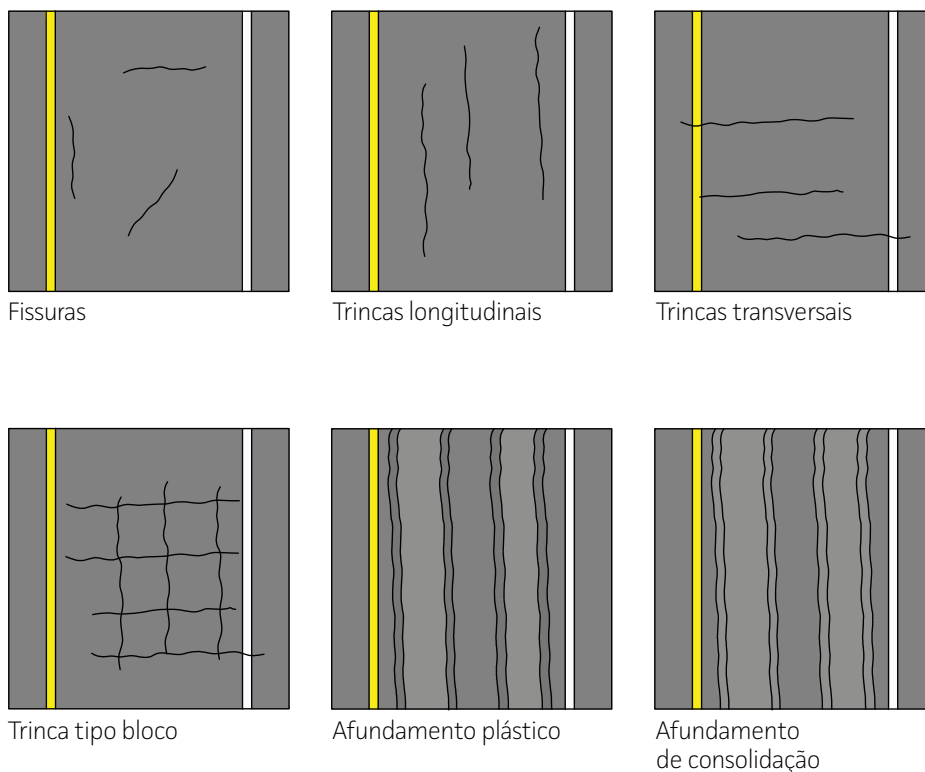 Fissuras
Trincas longitudinais
Trincas transversais
Trinca tipo bloco
Afundamento plástico
Afundamento
de consolidação